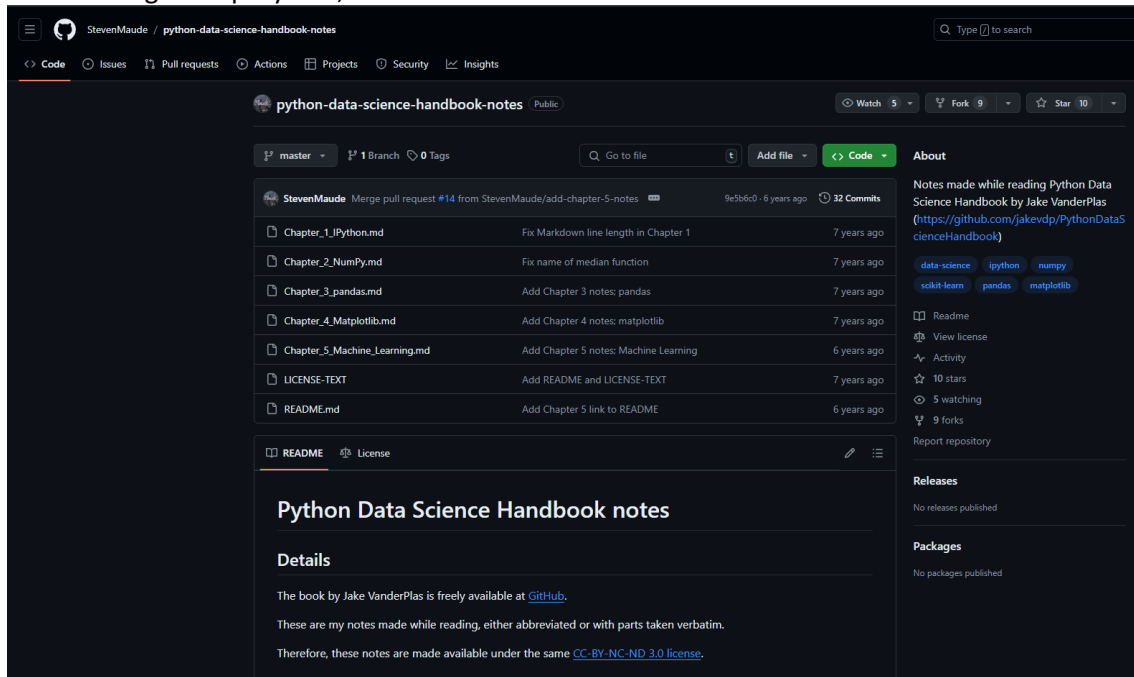 StevenMaude / python-data-science-handbook-notes
Type / to search
Code Issues Pull requests Actions Projects Security Insights
python-data-science-handbook-notes Public
Watch 5 Fork 9 Star 10
master 1 Branch 0 Tags Go to file t Add file Code
StevenMaude Merge pull request #14 from StevenMaude/add-chapter-5-notes 9e5b6c0 · 6 years ago 32 Commits
Chapter_1_IPython.md Fix Markdown line length in Chapter 1 7 years ago
Chapter_2_NumPy.md Fix name of median function 7 years ago
Chapter_3_pandas.md Add Chapter 3 notes: pandas 7 years ago
Chapter_4_Matplotlib.md Add Chapter 4 notes: matplotlib 7 years ago
Chapter_5_Machine_Learning.md Add Chapter 5 notes: Machine Learning 6 years ago
LICENSE-TEXT Add README and LICENSE-TEXT 7 years ago
README.md Add Chapter 5 link to README 6 years ago
README License
Python Data Science Handbook notes
Details
The book by Jake VanderPlas is freely available at GitHub.
These are my notes made while reading, either abbreviated or with parts taken verbatim.
Therefore, these notes are made available under the same CC-BY-NC-ND 3.0 license.
About
Notes made while reading Python Data
Science Handbook by Jake VanderPlas
(https://github.com/jakevdp/PythonDataS
cienceHandbook)
data-science ipython numpy
scikit-learn pandas matplotlib
Readme
View license
Activity
10 stars
5 watching
9 forks
Report repository
Releases
No releases published
Packages
No packages published